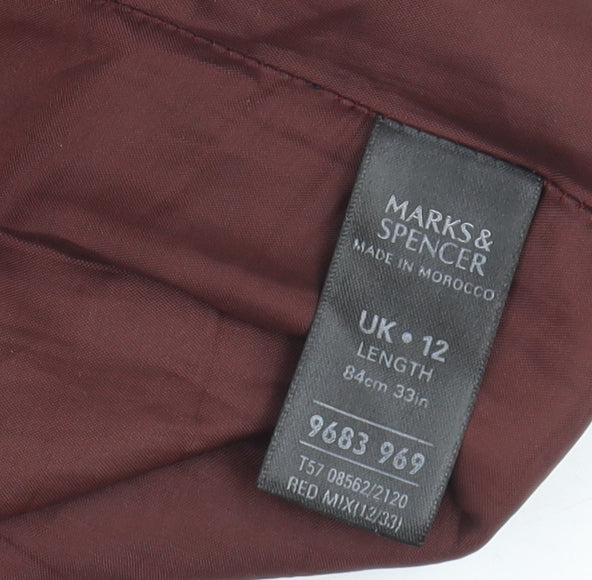 MARKS &
SPENCER
MADE IN MOROCCO
UK • 12
LENGTH
84cm 33in
9683 969
T57 08562/2120
RED MIX(12/33)